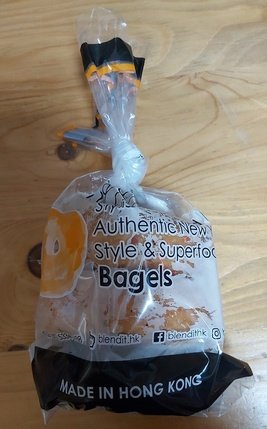 Authentic New
Style & Superfoo
Bagels
blendit.hk blendithk
MADE IN HONG KONG